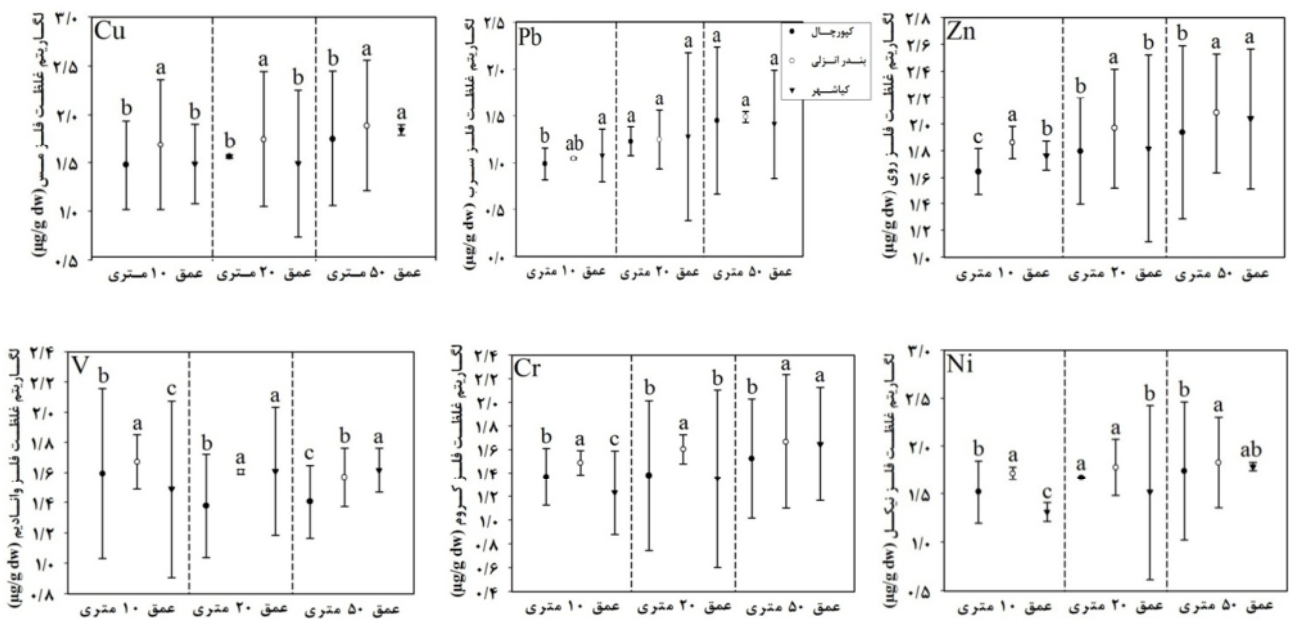 Cu
لگاریتم غلظت فلز مس (µg/g dw)
۳/۰
۲/۵
۲/۰
۱/۵
۱/۰
۰/۵
b a b
b a b
b a a
عمق ۱۰ متری عمق ۲۰ متری عمق ۵۰ متری
Pb
لگاریتم غلظت فلز سرب (µg/g dw)
۲/۵
۲/۰
۱/۵
۱/۰
۰/۵
۰/۰
b ab a
a a a
a a a
کپورچال
بندر انزلی
کیاشهر
عمق ۱۰ متری عمق ۲۰ متری عمق ۵۰ متری
Zn
لگاریتم غلظت فلز روی (µg/g dw)
۲/۸
۲/۶
۲/۴
۲/۲
۲/۰
۱/۸
۱/۶
۱/۴
۱/۲
۱/۰
c a b
b a b
b a a
عمق ۱۰ متری عمق ۲۰ متری عمق ۵۰ متری
V
لگاریتم غلظت فلز وانادیم (µg/g dw)
۲/۴
۲/۲
۲/۰
۱/۸
۱/۶
۱/۴
۱/۲
۱/۰
۰/۸
b a c
b a a
c b a
عمق ۱۰ متری عمق ۲۰ متری عمق ۵۰ متری
Cr
لگاریتم غلظت فلز کروم (µg/g dw)
۲/۴
۲/۲
۲/۰
۱/۸
۱/۶
۱/۴
۱/۲
۱/۰
۰/۸
۰/۶
۰/۴
b a c
b a b
b a a
عمق ۱۰ متری عمق ۲۰ متری عمق ۵۰ متری
Ni
لگاریتم غلظت فلز نیکل (µg/g dw)
۳/۰
۲/۵
۲/۰
۱/۵
۱/۰
۰/۵
b a c
a a b
b a ab
عمق ۱۰ متری عمق ۲۰ متری عمق ۵۰ متری